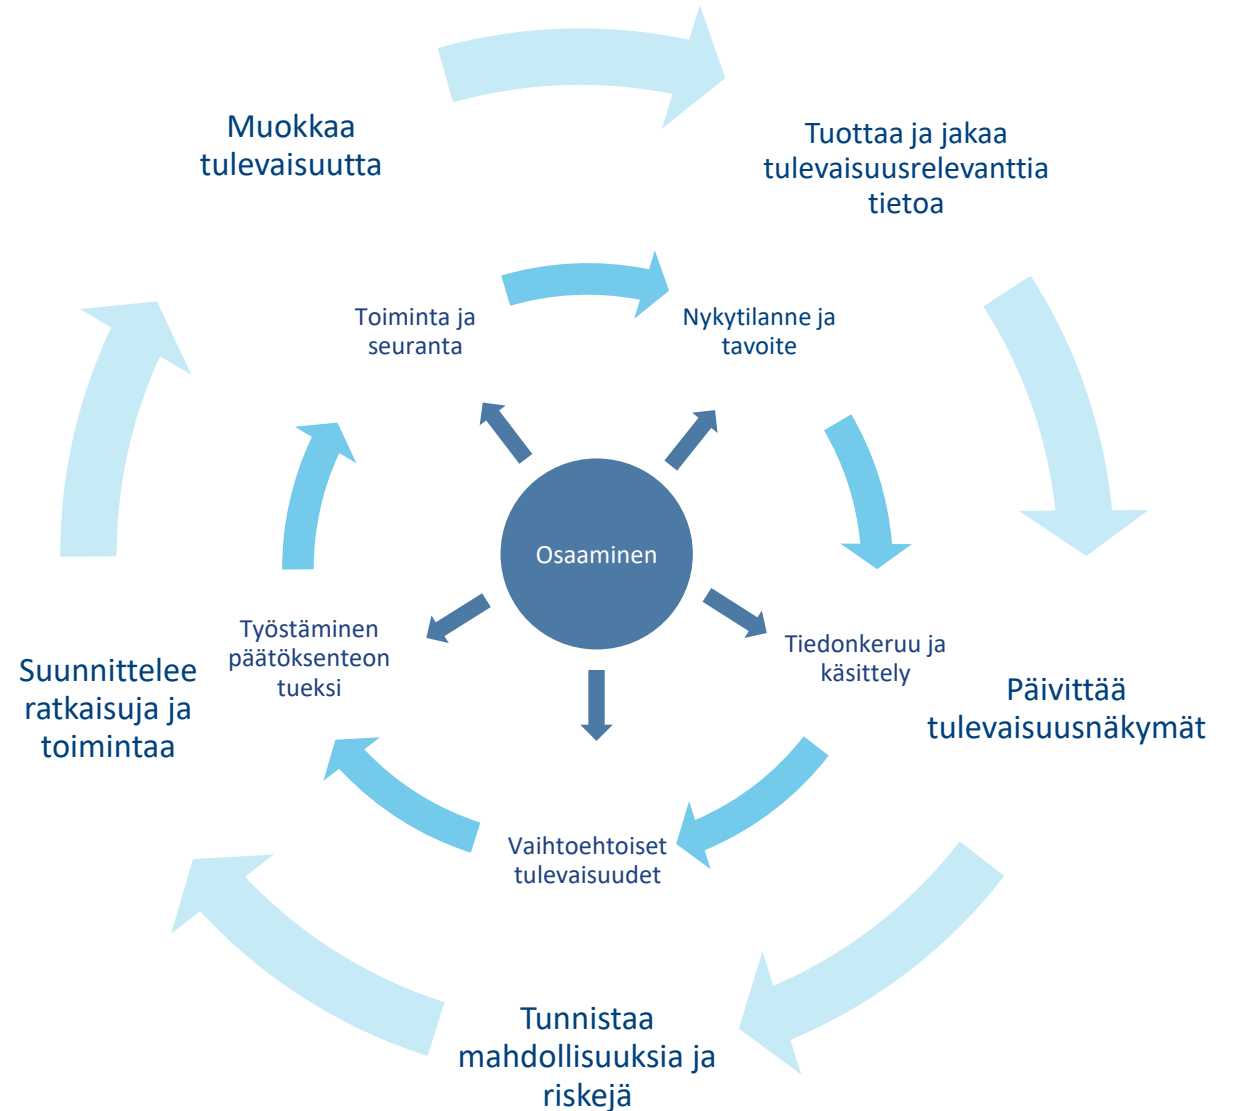 Muokkaa
tulevaisuutta
Tuottaa ja jakaa
tulevaisuusrelevanttia
tietoa
Toiminta ja
seuranta
Nykytilanne ja
tavoite
Osaaminen
Työstäminen
päätöksenteon
tueksi
Tiedonkeruu ja
käsittely
Suunnittelee
ratkaisuja ja
toimintaa
Päivittää
tulevaisuusnäkymät
Vaihtoehtoiset
tulevaisuudet
Tunnistaa
mahdollisuuksia ja
riskejä